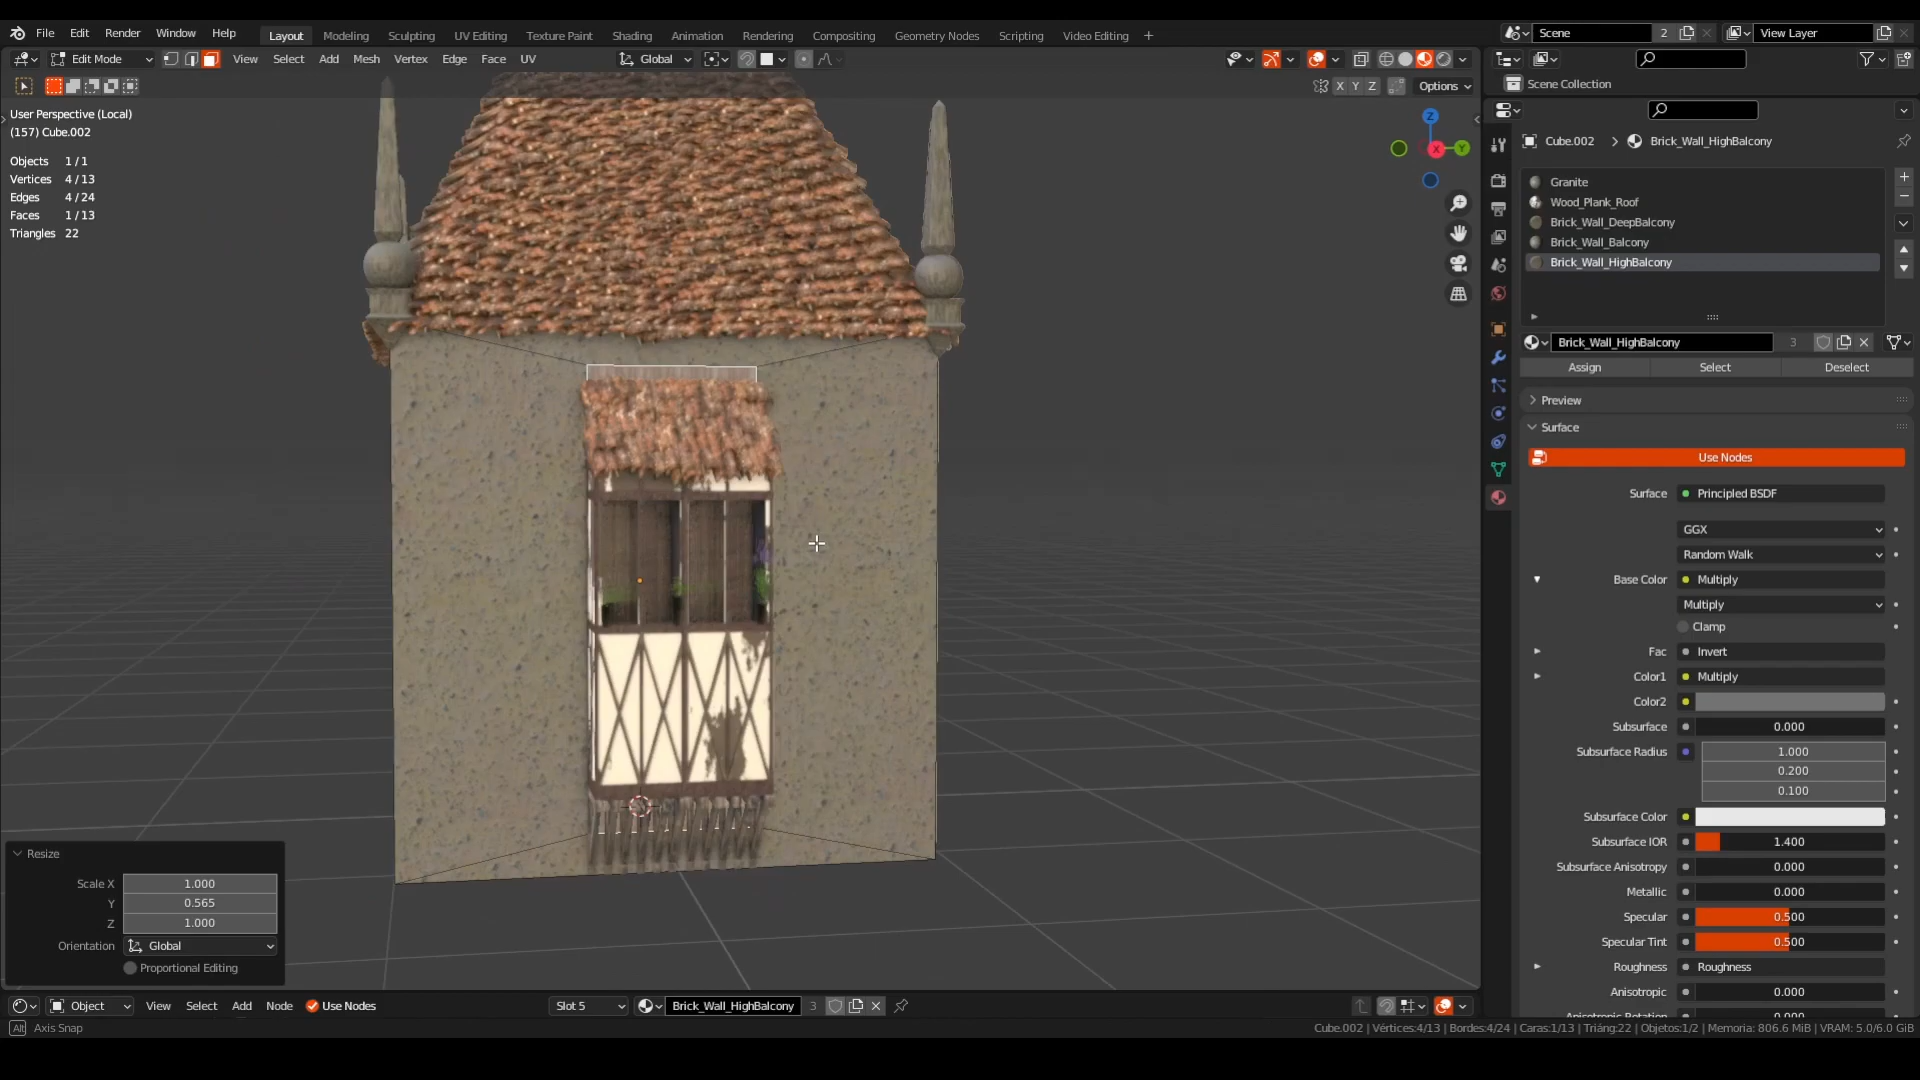 File Edit Render Window Help Layout Modeling Sculpting UV Editing Texture Paint Shading Animation Rendering Compositing Geometry Nodes Scripting Video Editing + Scene 2 View Layer
Edit Mode View Select Add Mesh Vertex Edge Face UV Global
Scene Collection
X Y Z Options
User Perspective (Local)
(157) Cube.002
Objects 1 / 1
Vertices 4 / 13
Edges 4 / 24
Faces 1 / 13
Triangles 22
Z
X
Y
Cube.002 > Brick_Wall_HighBalcony
Granite
Wood_Plank_Roof
Brick_Wall_DeepBalcony
Brick_Wall_Balcony
Brick_Wall_HighBalcony
Brick_Wall_HighBalcony 3
Assign Select Deselect
Preview
Surface
Use Nodes
Surface Principled BSDF
GGX
Random Walk
Base Color Multiply
Multiply
Clamp
Fac Invert
Color1 Multiply
Color2
Subsurface 0.000
Subsurface Radius 1.000
0.200
0.100
Subsurface Color
Subsurface IOR 1.400
Subsurface Anisotropy 0.000
Metallic 0.000
Specular 0.500
Specular Tint 0.500
Roughness Roughness
Anisotropic 0.000
Anisotropic Rotation
Resize
Scale X 1.000
Y 0.565
Z 1.000
Orientation Global
Proportional Editing
Object View Select Add Node Use Nodes Slot 5 Brick_Wall_HighBalcony 3
Alt Axis Snap
Cube.002 | Vértices:4/13 | Bordes:4/24 | Caras:1/13 | Triáng:22 | Objetos:1/2 | Memoria: 806.6 MiB | VRAM: 5.0/6.0 GiB